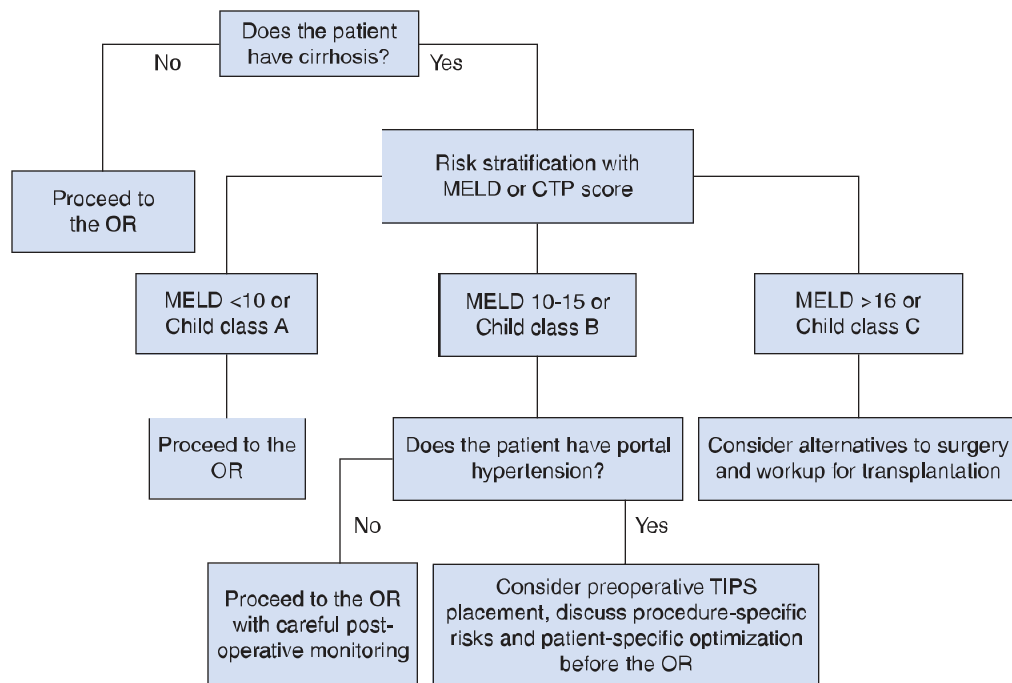 Does the patient
have cirrhosis?
No
Yes
Risk stratification with
MELD or CTP score
Proceed to
the OR
MELD <10 or
Child class A
MELD 10-15 or
Child class B
MELD >16 or
Child class C
Proceed to the
OR
Does the patient have portal
hypertension?
Consider alternatives to surgery
and workup for transplantation
No
Yes
Proceed to the OR
with careful post-
operative monitoring
Consider preoperative TIPS
placement, discuss procedure-specific
risks and patient-specific optimization
before the OR